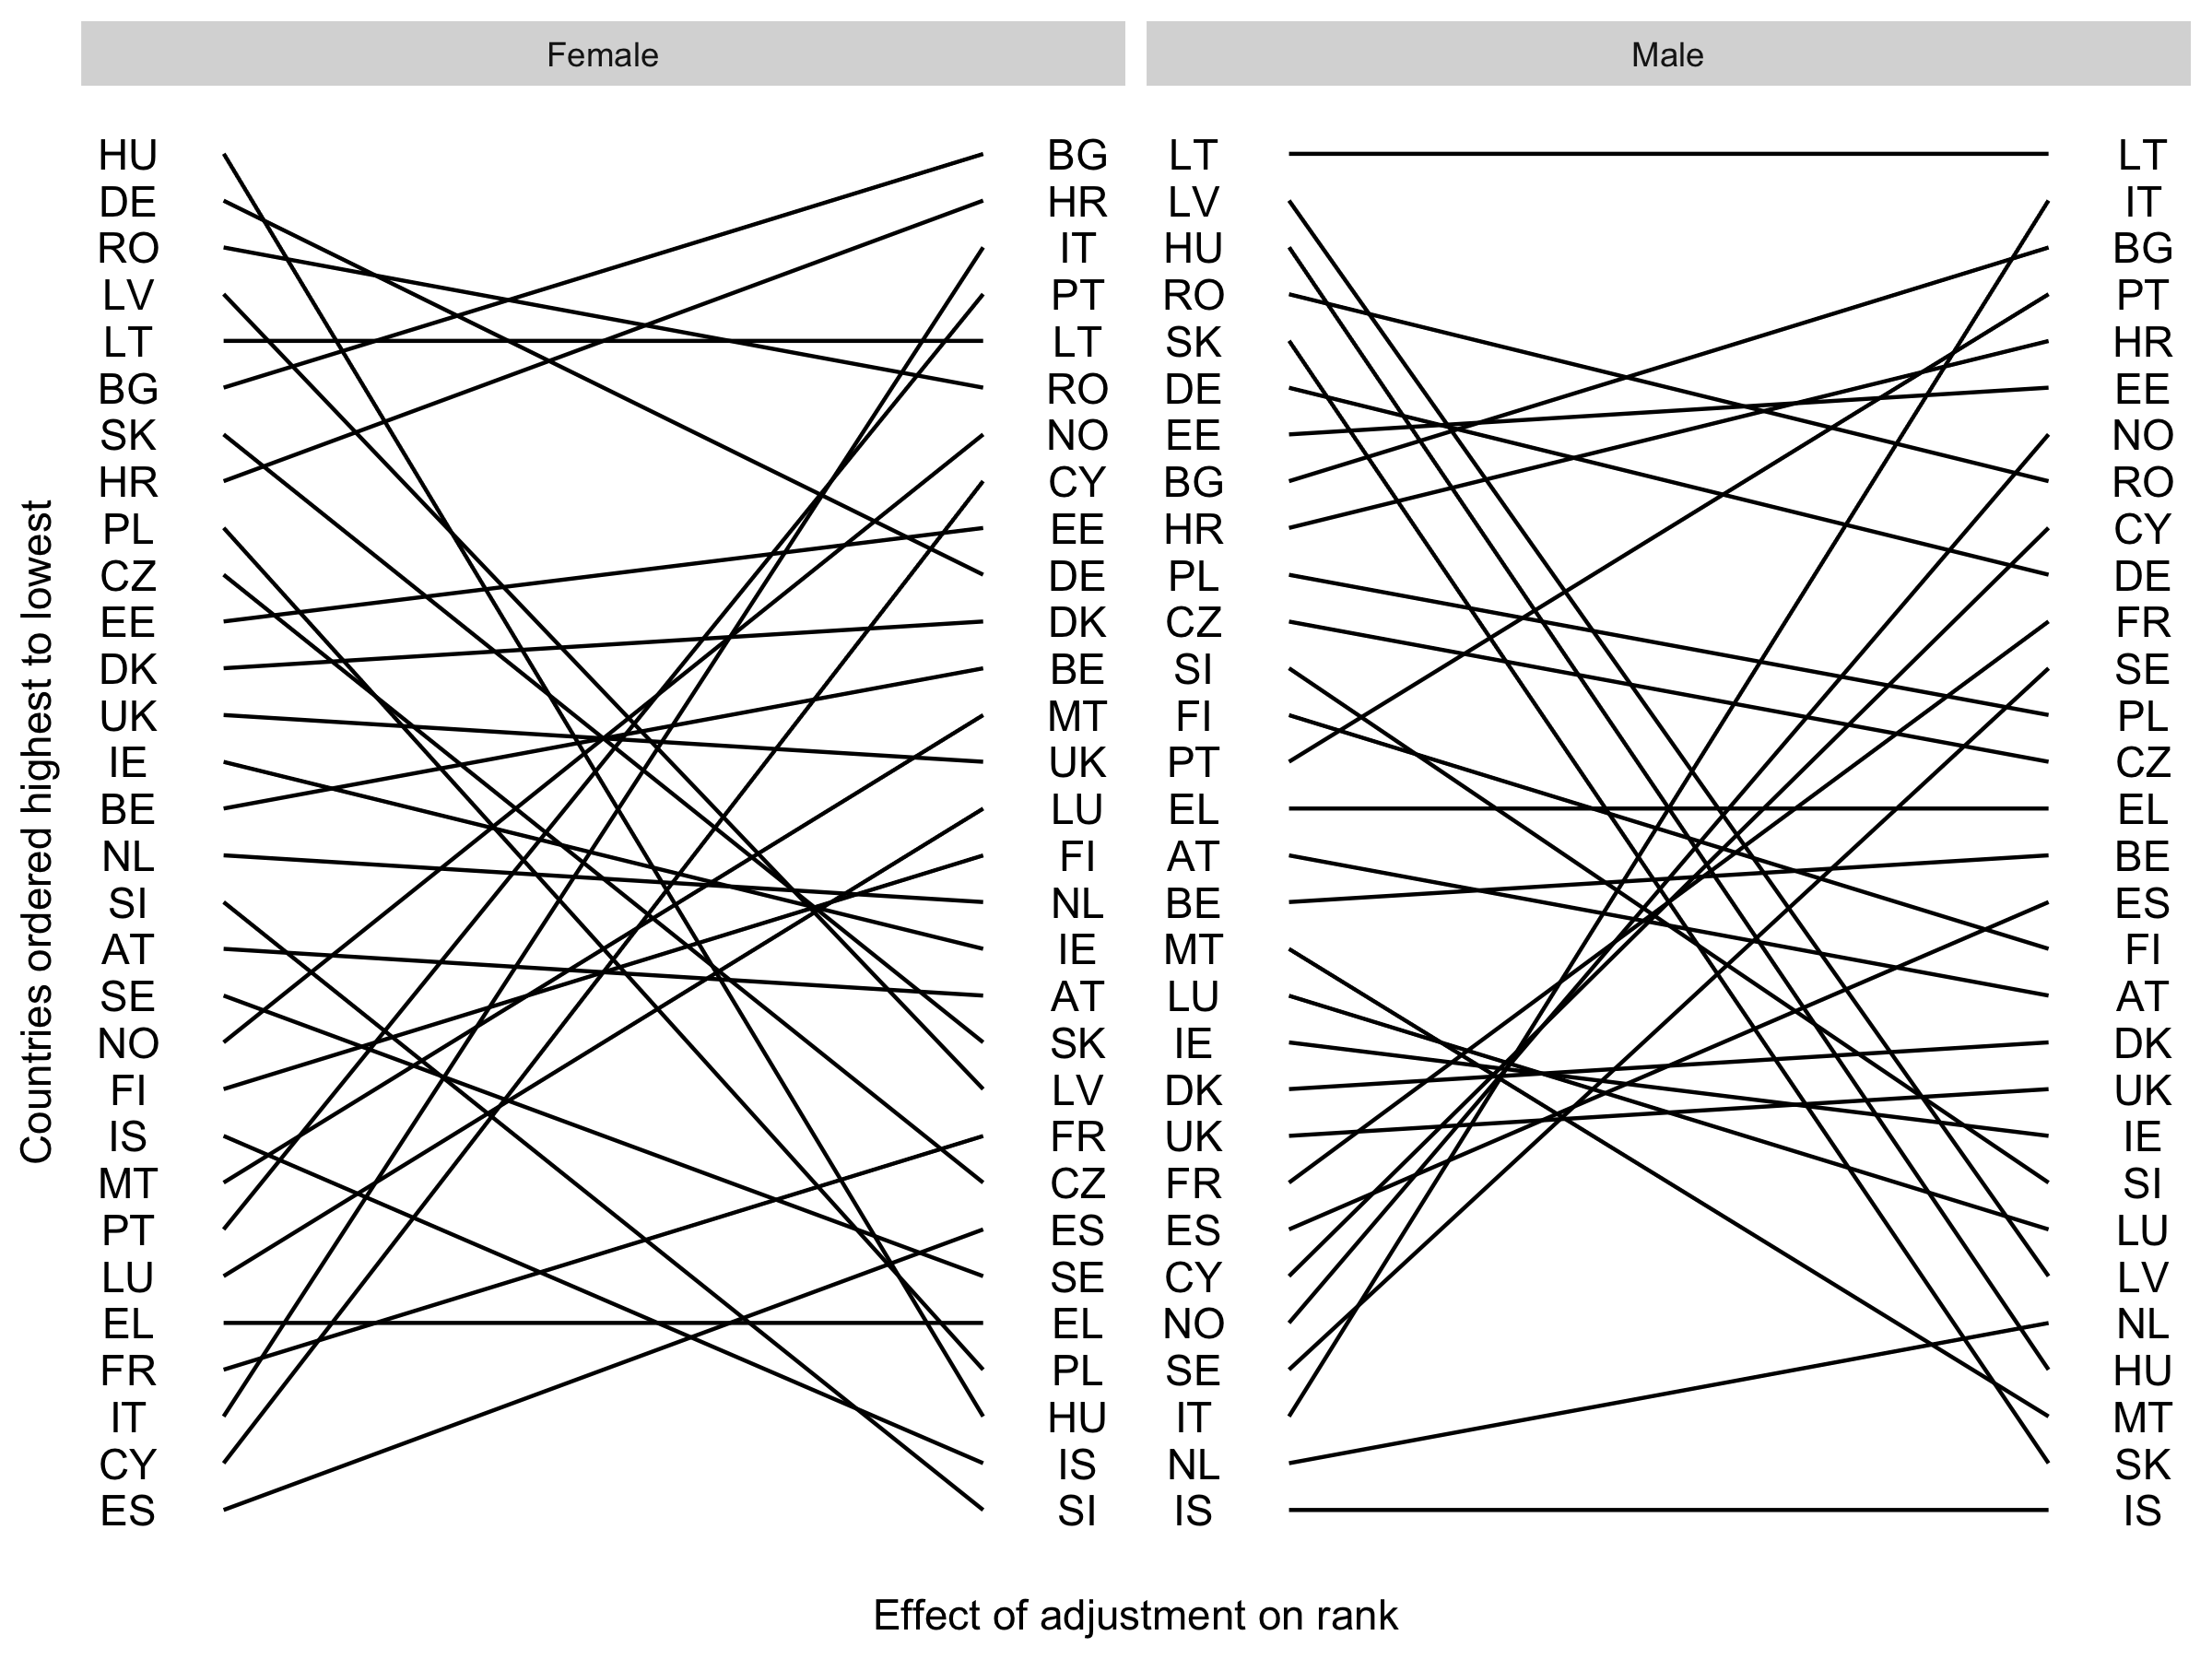 Female
Male
HU BG LT LT
DE HR LV IT
RO IT HU BG
LV PT RO PT
LT LT SK HR
BG RO DE EE
SK NO EE NO
HR CY BG RO
PL EE HR CY
CZ DE PL DE
EE DK CZ FR
DK BE SI SE
UK MT FI PL
IE UK PT CZ
BE LU EL EL
NL FI AT BE
SI NL BE ES
AT IE MT FI
SE AT LU AT
NO SK IE DK
FI LV DK UK
IS FR UK IE
MT CZ FR SI
PT ES ES LU
LU SE CY LV
EL EL NO NL
FR PL SE HU
IT HU IT MT
CY IS NL SK
ES SI IS IS
Countries ordered highest to lowest
Effect of adjustment on rank